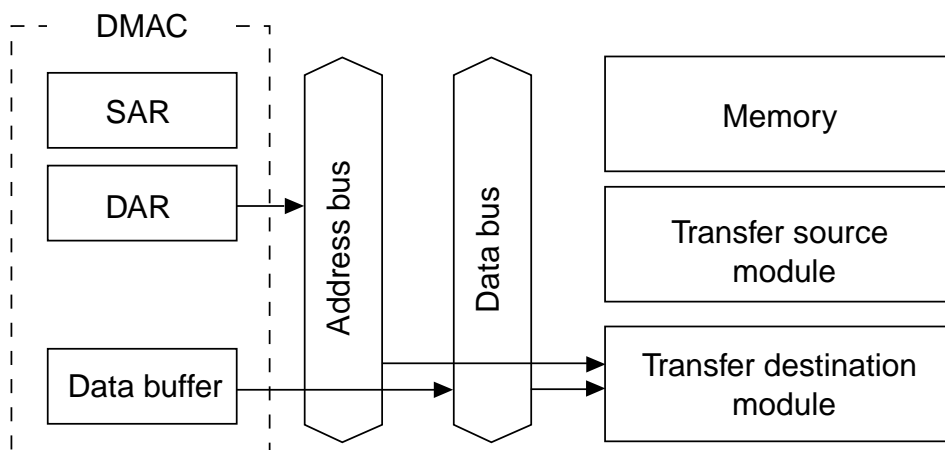 DMAC
SAR
DAR
Data buffer
Address bus
Data bus
Memory
Transfer source
module
Transfer destination
module